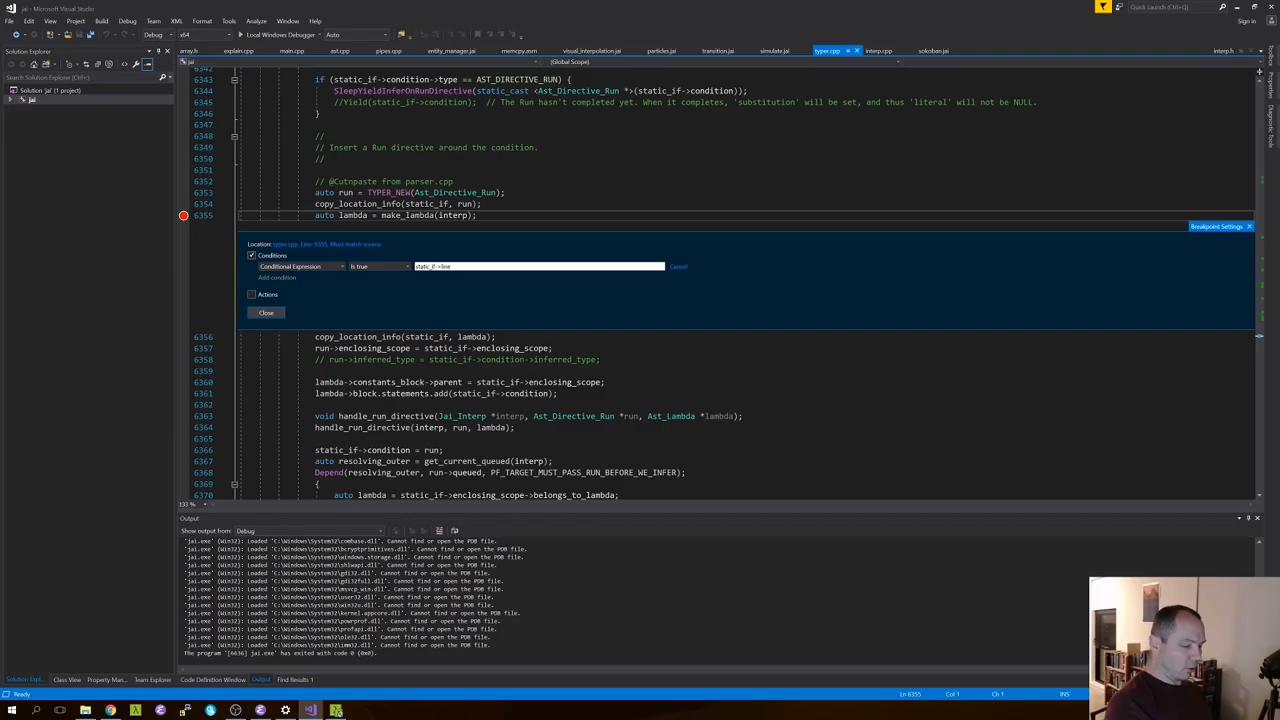 jai - Microsoft Visual Studio
Quick Launch (Ctrl+Q)
File Edit View Project Build Debug Team XML Format Tools Analyze Window Help
Sign in
Debug x64 Local Windows Debugger Auto
Solution Explorer
array.h explain.cpp main.cpp ast.cpp pipes.cpp entity_manager.jai memcpy.asm visual_interpolation.jai particles.jai transition.jai simulate.jai typer.cpp interp.cpp sokoban.jai interp.h
jai (Global Scope)
Search Solution Explorer (Ctrl+;)
Solution 'jai' (1 project)
jai
6342
6343 if (static_if->condition->type == AST_DIRECTIVE_RUN) {
6344 SleepYieldInferOnRunDirective(static_cast <Ast_Directive_Run *>(static_if->condition));
6345 //Yield(static_if->condition); // The Run hasn't completed yet. When it completes, 'substitution' will be set, and thus 'literal' will not be NULL.
6346 }
6347
6348 //
6349 // Insert a Run directive around the condition.
6350 //
6351
6352 // @Cutnpaste from parser.cpp
6353 auto run = TYPER_NEW(Ast_Directive_Run);
6354 copy_location_info(static_if, run);
6355 auto lambda = make_lambda(interp);
Breakpoint Settings
Location: typer.cpp, Line: 6355, Must match source
Conditions
Conditional Expression Is true static_if->line Cancel
Add condition
Actions
Close
6356 copy_location_info(static_if, lambda);
6357 run->enclosing_scope = static_if->enclosing_scope;
6358 // run->inferred_type = static_if->condition->inferred_type;
6360 lambda->constants_block->parent = static_if->enclosing_scope;
6361 lambda->block.statements.add(static_if->condition);
6362
6363 void handle_run_directive(Jai_Interp *interp, Ast_Directive_Run *run, Ast_Lambda *lambda);
6364 handle_run_directive(interp, run, lambda);
6365
6366 static_if->condition = run;
6367 auto resolving_outer = get_current_queued(interp);
6368 Depend(resolving_outer, run->queued, PF_TARGET_MUST_PASS_RUN_BEFORE_WE_INFER);
6369 {
6370 auto lambda = static_if->enclosing_scope->belongs_to_lambda;
133 %
Output
Show output from: Debug
'jai.exe' (Win32): Loaded 'C:\Windows\System32\combase.dll'. Cannot find or open the PDB file.
'jai.exe' (Win32): Loaded 'C:\Windows\System32\bcryptprimitives.dll'. Cannot find or open the PDB file.
'jai.exe' (Win32): Loaded 'C:\Windows\System32\windows.storage.dll'. Cannot find or open the PDB file.
'jai.exe' (Win32): Loaded 'C:\Windows\System32\shlwapi.dll'. Cannot find or open the PDB file.
'jai.exe' (Win32): Loaded 'C:\Windows\System32\gdi32.dll'. Cannot find or open the PDB file.
'jai.exe' (Win32): Loaded 'C:\Windows\System32\gdi32full.dll'. Cannot find or open the PDB file.
'jai.exe' (Win32): Loaded 'C:\Windows\System32\msvcp_win.dll'. Cannot find or open the PDB file.
'jai.exe' (Win32): Loaded 'C:\Windows\System32\user32.dll'. Cannot find or open the PDB file.
'jai.exe' (Win32): Loaded 'C:\Windows\System32\win32u.dll'. Cannot find or open the PDB file.
'jai.exe' (Win32): Loaded 'C:\Windows\System32\kernel.appcore.dll'. Cannot find or open the PDB file.
'jai.exe' (Win32): Loaded 'C:\Windows\System32\powrprof.dll'. Cannot find or open the PDB file.
'jai.exe' (Win32): Loaded 'C:\Windows\System32\profapi.dll'. Cannot find or open the PDB file.
'jai.exe' (Win32): Loaded 'C:\Windows\System32\ole32.dll'. Cannot find or open the PDB file.
'jai.exe' (Win32): Loaded 'C:\Windows\System32\imm32.dll'. Cannot find or open the PDB file.
The program '[6636] jai.exe' has exited with code 0 (0x0).
Solution Expl... Class View Property Man... Team Explorer Code Definition Window Output Find Results 1
Ready Ln 6355 Col 1 Ch 1 INS
Toolbox
Properties
Diagnostic Tools